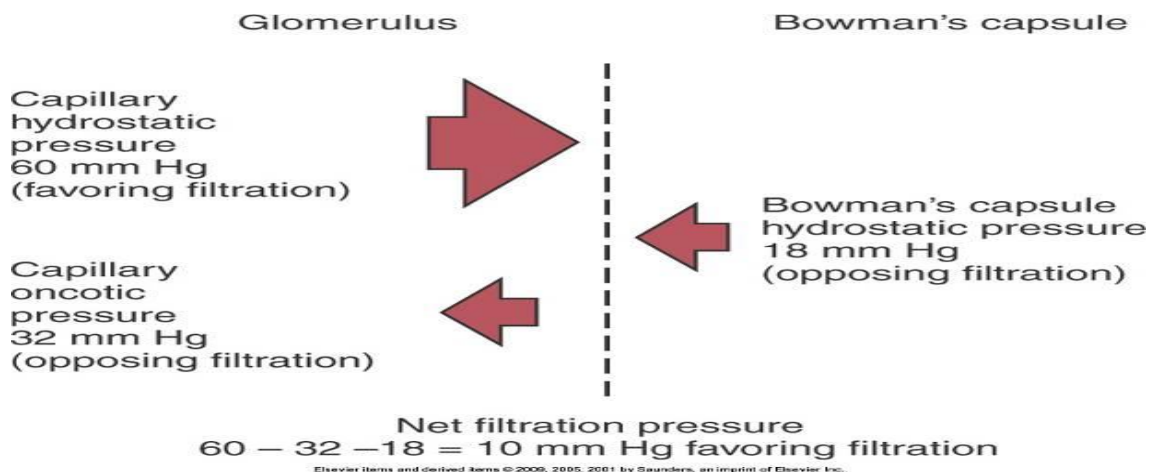 Glomerulus
Bowman's capsule
Capillary
hydrostatic
pressure
60 mm Hg
(favoring filtration)
Bowman's capsule
hydrostatic pressure
18 mm Hg
(opposing filtration)
Capillary
oncotic
pressure
32 mm Hg
(opposing filtration)
Net filtration pressure
60 – 32 –18 = 10 mm Hg favoring filtration
Elsevier items and derived items © 2009, 2005, 2001 by Saunders, an imprint of Elsevier Inc.